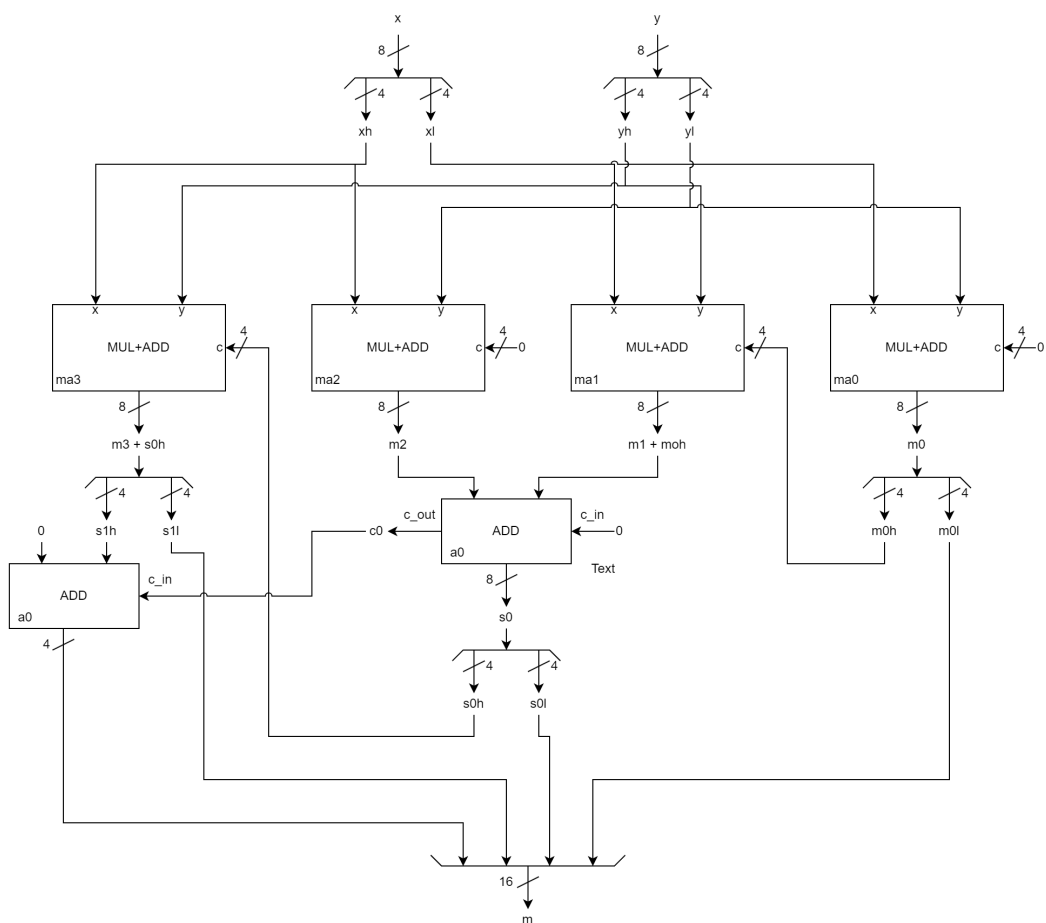 x
y
8
8
4
4
4
4
xh
xl
yh
yl
x
y
x
y
x
y
x
y
MUL+ADD
c
4
MUL+ADD
c
4
0
MUL+ADD
c
4
MUL+ADD
c
4
0
ma3
ma2
ma1
ma0
8
8
8
8
m3 + s0h
m2
m1 + moh
m0
4
4
4
4
c_out
c_in
0
s1h
s1l
c0
ADD
0
m0h
m0l
a0
Text
ADD
c_in
8
a0
s0
4
4
4
s0h
s0l
16
m